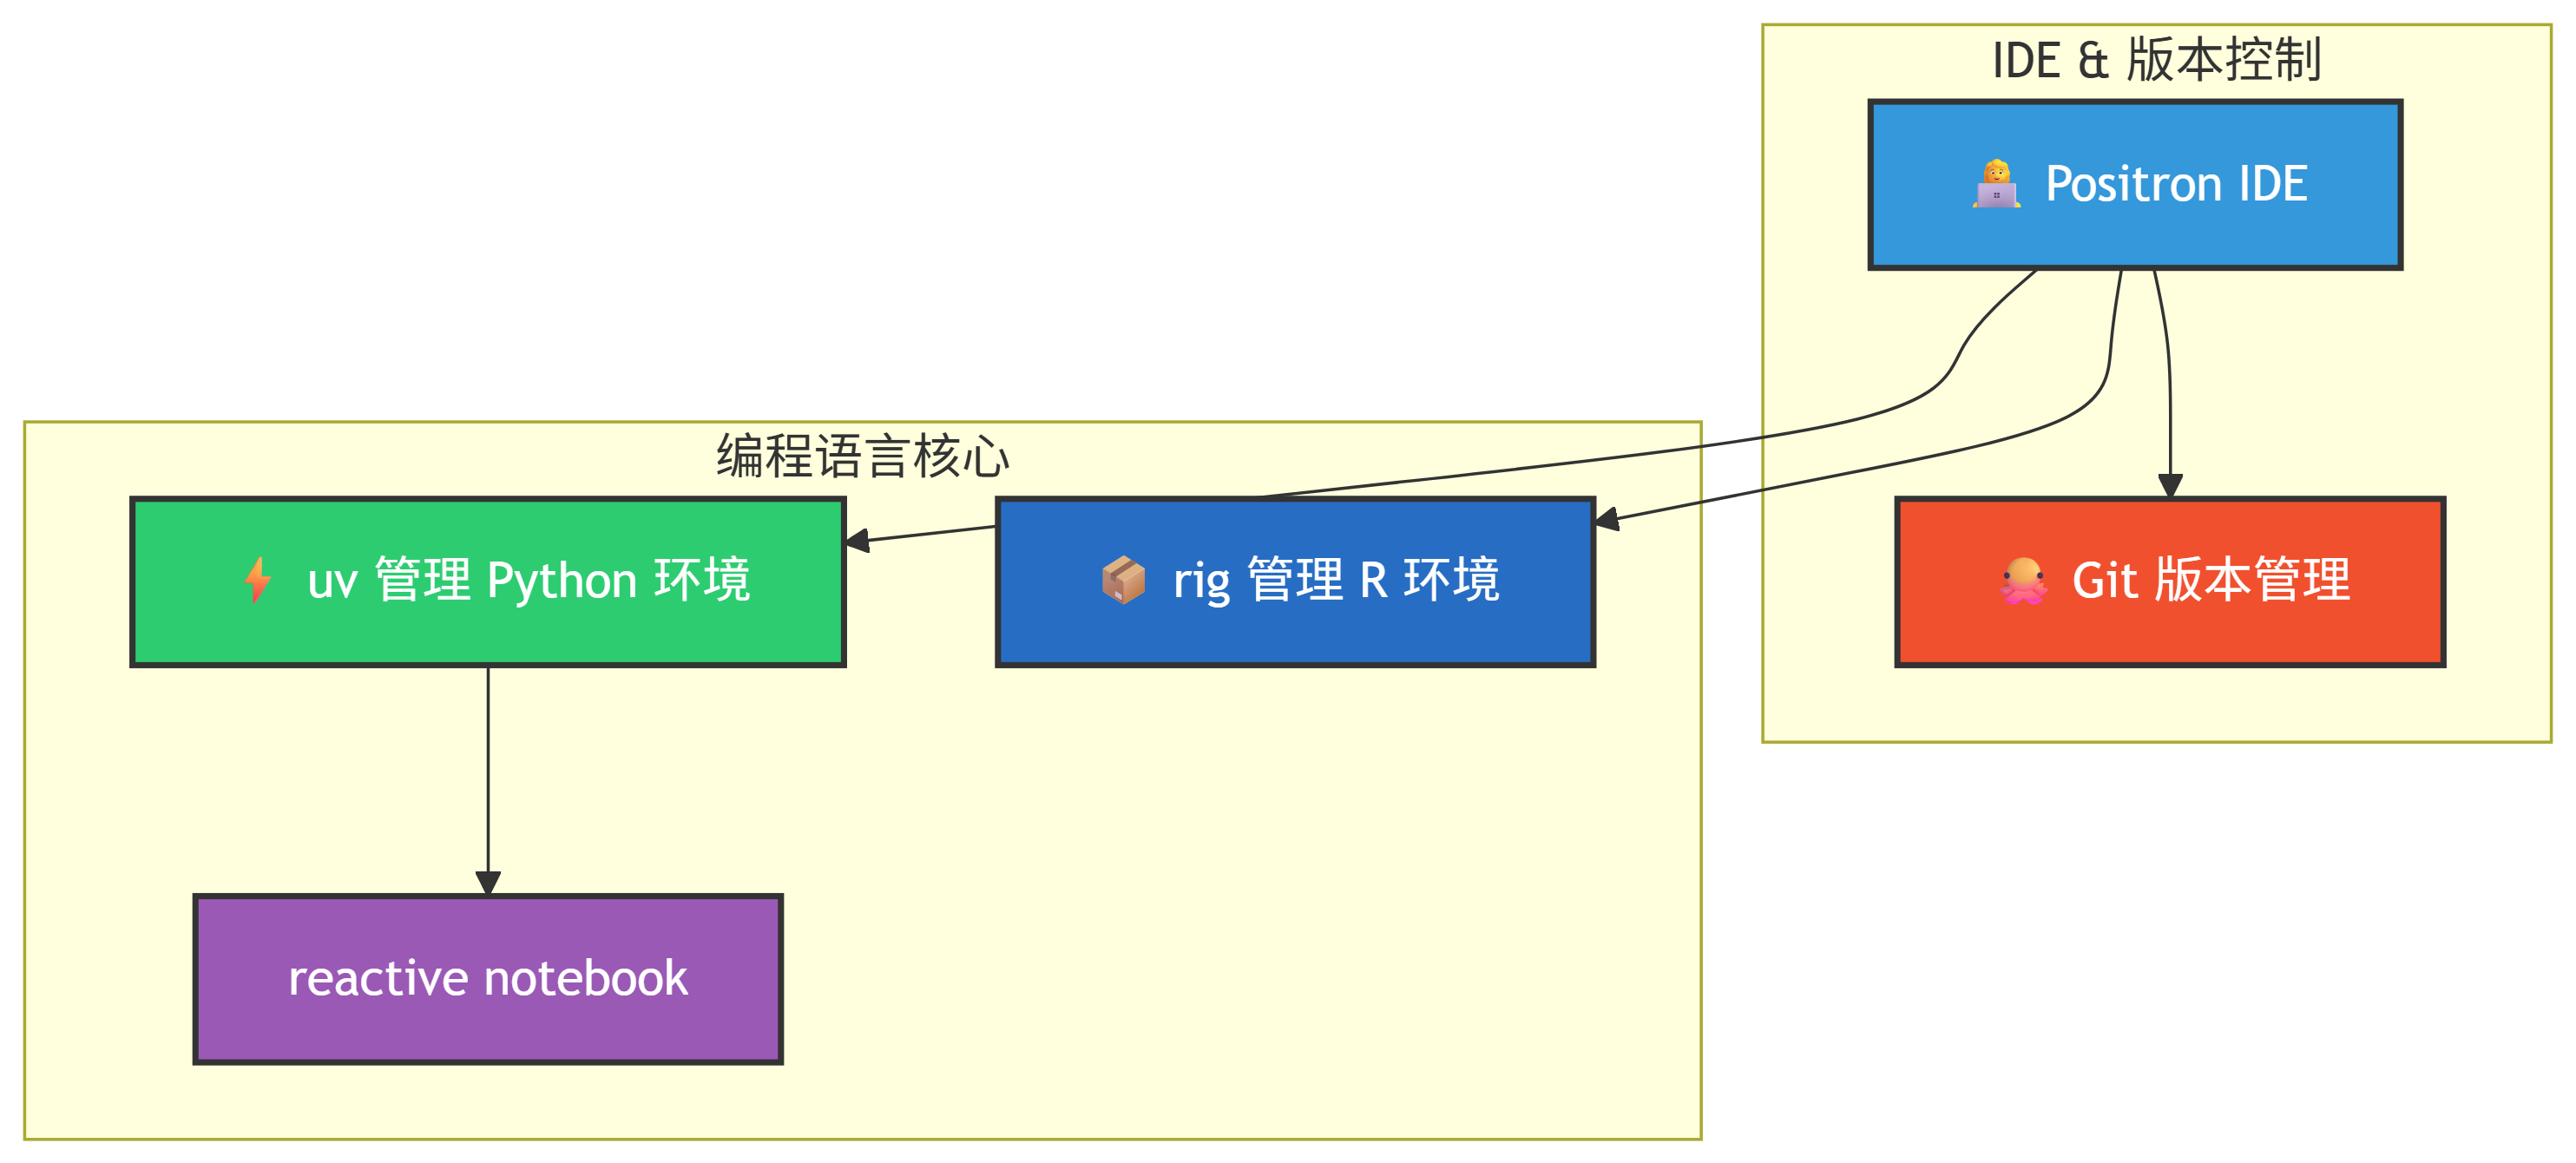 IDE & 版本控制
👩‍💻 Positron IDE
编程语言核心
⚡ uv 管理 Python 环境
📦 rig 管理 R 环境
🐙 Git 版本管理
reactive notebook